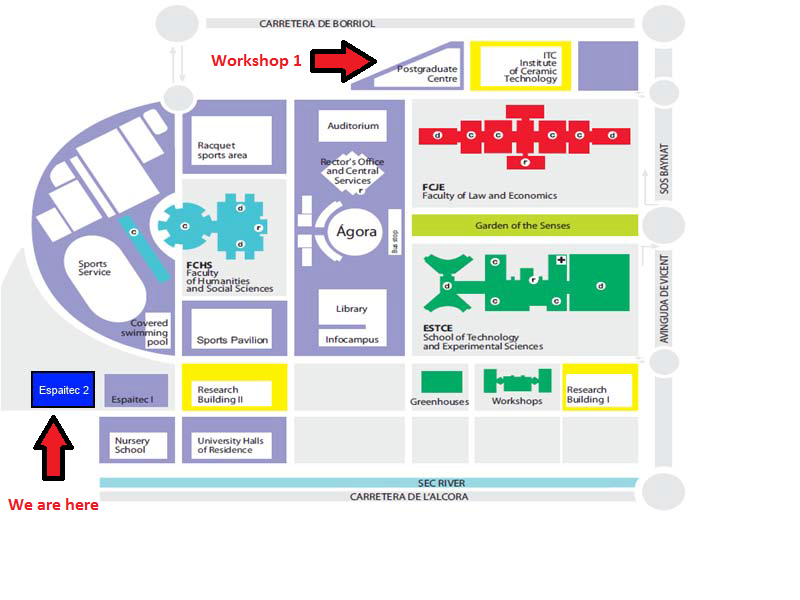 CARRETERA DE BORRIOL
Workshop 1
Postgraduate
Centre
ITC
Institute
of Ceramic
Technology
Racquet
sports area
Auditorium
Rector's Office
and Central
Services
r
d
c
c
c
c
d
r
FCJE
Faculty of Law and Economics
SOS BAYNAT
c
c
d
r
d
FCHS
Faculty
of Humanities
and Social Sciences
Ágora
Bus stop
Garden of the Senses
Sports
Service
Covered
swimming
pool
Sports Pavilion
Library
Infocampus
c
d
r
c
c
d
ESTCE
School of Technology
and Experimental Sciences
AVINGUDA DE VICENT
Espaitec 2
Espaitec I
Research
Building II
Greenhouses
Workshops
Research
Building I
Nursery
School
University Halls
of Residence
We are here
SEC RIVER
CARRETERA DE L'ALCORA